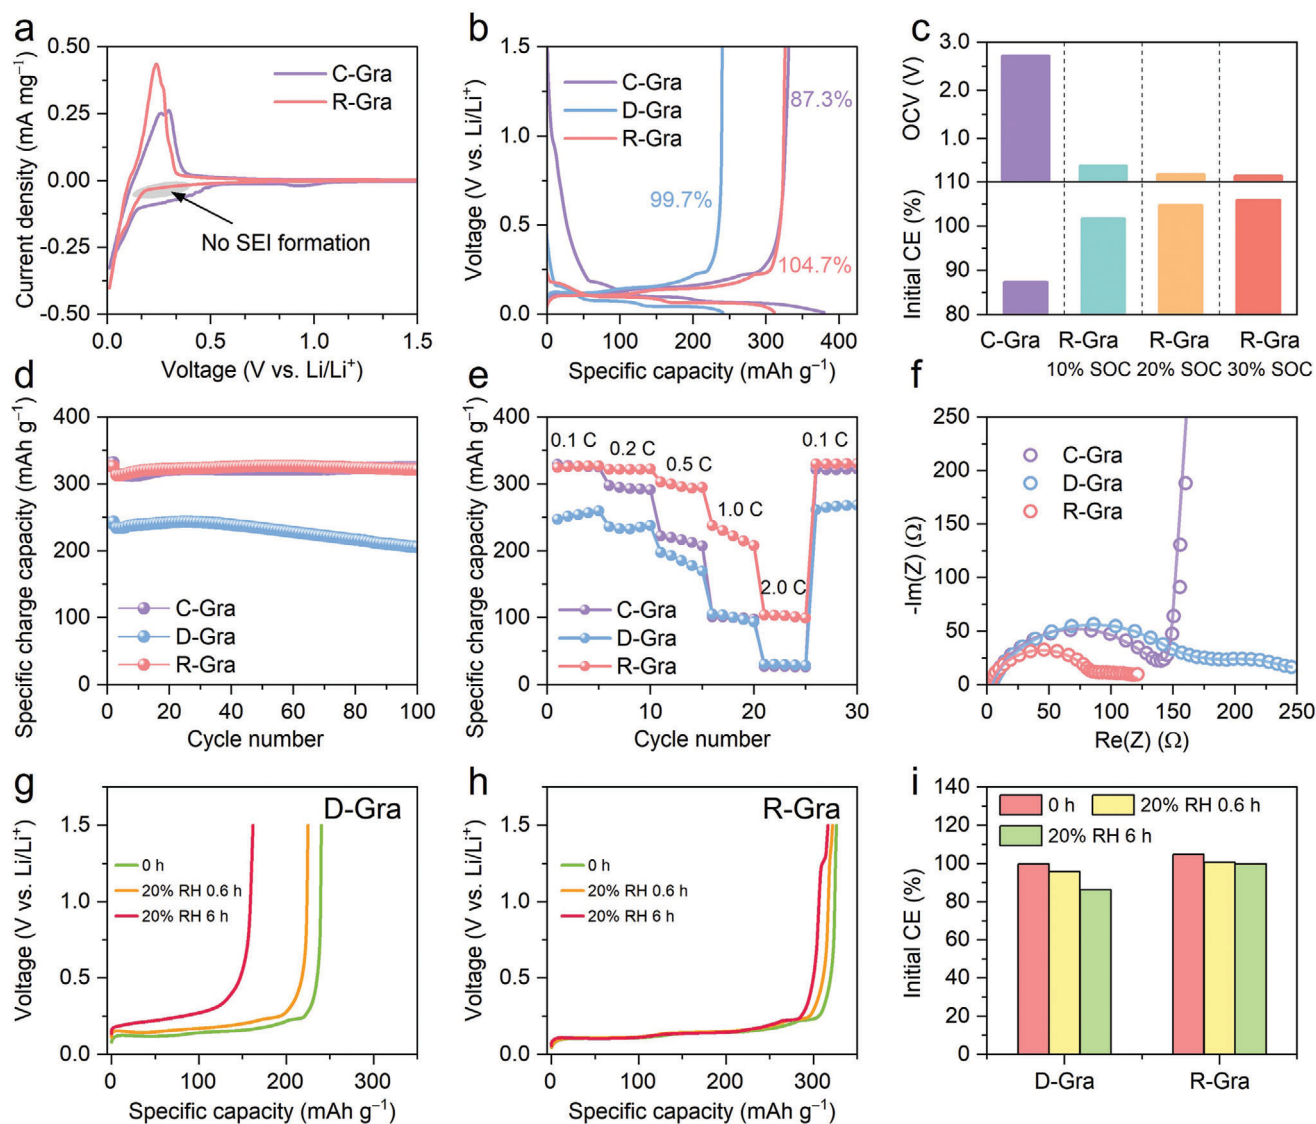 a
0.50
0.25
0.00
-0.25
-0.50
Current density (mA mg⁻¹)
C-Gra
R-Gra
No SEI formation
0.0
0.5
1.0
1.5
Voltage (V vs. Li/Li⁺)
b
1.5
1.0
0.5
0.0
Voltage (V vs. Li/Li⁺)
C-Gra
D-Gra
R-Gra
87.3%
99.7%
104.7%
0
100
200
300
400
Specific capacity (mAh g⁻¹)
c
3.0
2.0
1.0
OCV (V)
110
100
90
80
Initial CE (%)
C-Gra
R-Gra
10% SOC
R-Gra
20% SOC
R-Gra
30% SOC
d
400
300
200
100
0
Specific charge capacity (mAh g⁻¹)
C-Gra
D-Gra
R-Gra
0
20
40
60
80
100
Cycle number
e
400
300
200
100
0
Specific charge capacity (mAh g⁻¹)
0.1 C
0.2 C
0.5 C
1.0 C
2.0 C
0.1 C
C-Gra
D-Gra
R-Gra
0
10
20
30
Cycle number
f
250
200
150
100
50
0
-Im(Z) (Ω)
C-Gra
D-Gra
R-Gra
0
50
100
150
200
250
Re(Z) (Ω)
g
D-Gra
1.5
1.0
0.5
0.0
Voltage (V vs. Li/Li⁺)
0 h
20% RH 0.6 h
20% RH 6 h
0
100
200
300
Specific capacity (mAh g⁻¹)
h
R-Gra
1.5
1.0
0.5
0.0
Voltage (V vs. Li/Li⁺)
0 h
20% RH 0.6 h
20% RH 6 h
0
100
200
300
Specific capacity (mAh g⁻¹)
i
140
120
100
80
60
40
20
0
Initial CE (%)
0 h
20% RH 0.6 h
20% RH 6 h
D-Gra
R-Gra